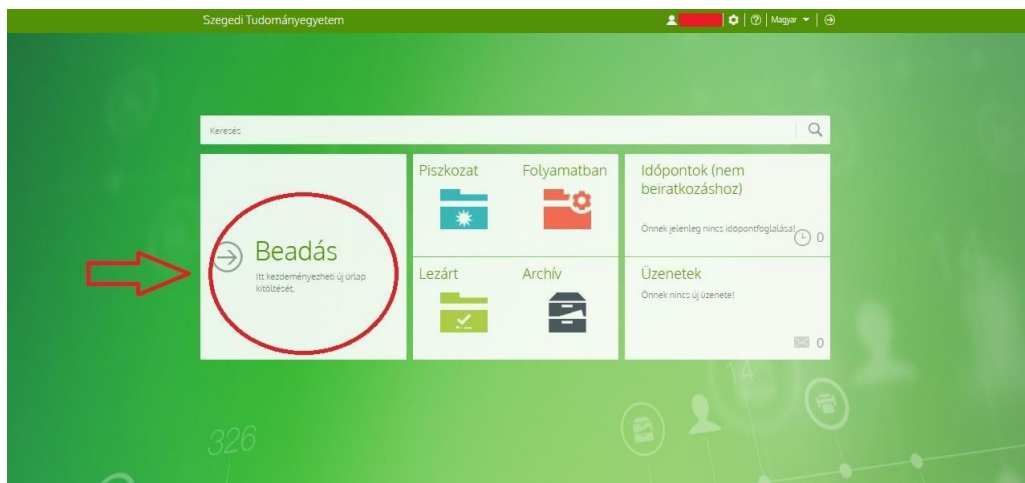 Szegedi Tudományegyetem
Magyar
Keresés
Beadás
Itt kezdeményezheti új űrlap
kitöltését.
Piszkozat
Folyamatban
Lezárt
Archív
Időpontok (nem
beiratkozáshoz)
Önnek jelenleg nincs időpontfoglalása!
0
Üzenetek
Önnek nincs új üzenete!
0
14
326